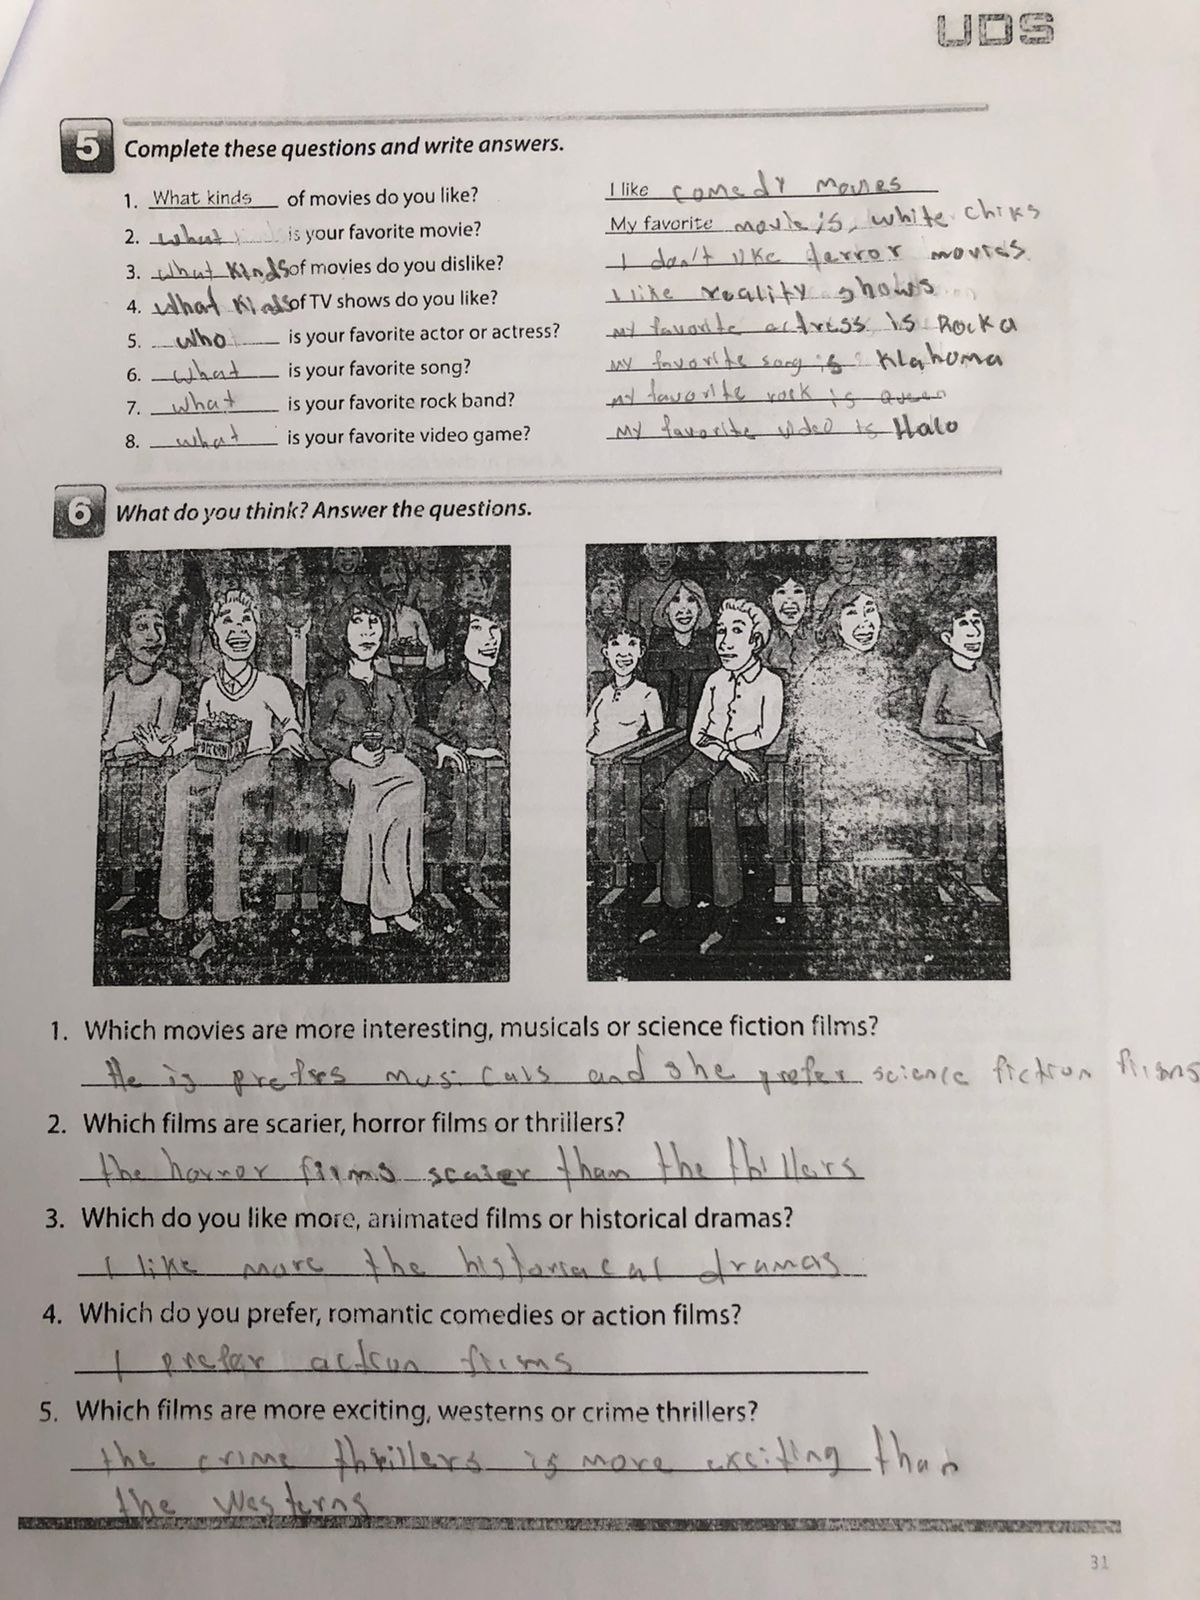 UDS
5 Complete these questions and write answers.
1. What kinds of movies do you like? I like comedy movies
2. what is your favorite movie? My favorite movie is, white chiks
3. what kinds of movies do you dislike? I don't like terror movies
4. what kinds of TV shows do you like? I like reality shows
5. who is your favorite actor or actress? my favorite actress is Rocka
6. what is your favorite song? my favorite song is Klahoma
7. what is your favorite rock band? my favorite rock is queen
8. what is your favorite video game? my favorite video is Halo
6 What do you think? Answer the questions.
POPCORN
1. Which movies are more interesting, musicals or science fiction films?
He is prefers musicals and she prefer science fiction films
2. Which films are scarier, horror films or thrillers?
the horror films scaier than the thillers
3. Which do you like more, animated films or historical dramas?
I like more the historiacal dramas
4. Which do you prefer, romantic comedies or action films?
I prefer action films
5. Which films are more exciting, westerns or crime thrillers?
the crime thrillers is more exciting than
the westerns
31